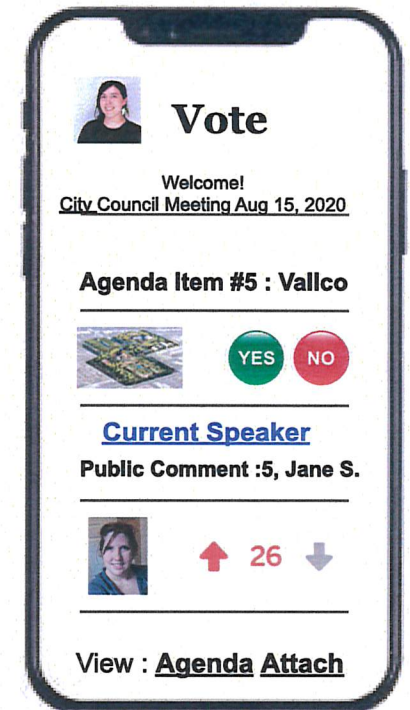 Vote
Welcome!
City Council Meeting Aug 15, 2020
Agenda Item #5 : Vallco
YES NO
Current Speaker
Public Comment :5, Jane S.
26
View : Agenda Attach